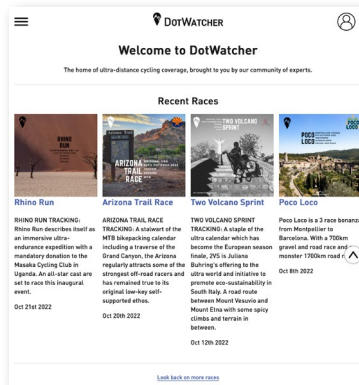 DOTWATCHER
Welcome to DotWatcher
The home of ultra-distance cycling coverage, brought to you by our community of experts.
Recent Races
RHINO
RUN
ARIZONA
TRAIL
RACE
TWO VOLCANO
SPRINT
POCO
LOCO
Rhino Run
RHINO RUN TRACKING:
Rhino Run describes itself as
an immersive ultra-
endurance expedition with a
mandatory donation to the
Masaka Cycling Club in
Uganda. An all-star cast are
set to race this inaugural
event.
Oct 21st 2022
Arizona Trail Race
ARIZONA TRAIL RACE
TRACKING: A stalwart of the
MTB bikepacking calendar
including a traverse of the
Grand Canyon, the Arizona
regularly attracts some of the
strongest off-road racers and
has remained true to its
original low-key self-
supported ethos.
Oct 20th 2022
Two Volcano Sprint
TWO VOLCANO SPRINT
TRACKING: A staple of the
ultra calendar which has
become the European season
finale, 2VS is Juliana
Buhring's offering to the
ultra world and initiative to
promote eco-sustainability in
South Italy. A road route
between Mount Vesuvio and
Mount Etna with some spicy
climbs and terrain in
between.
Oct 12th 2022
Poco Loco
Poco Loco is a 3 race bonanza
from Montpellier to
Barcelona. With a 700km
gravel and road race and
monster 1700km road
Oct 8th 2022
Look back on more races